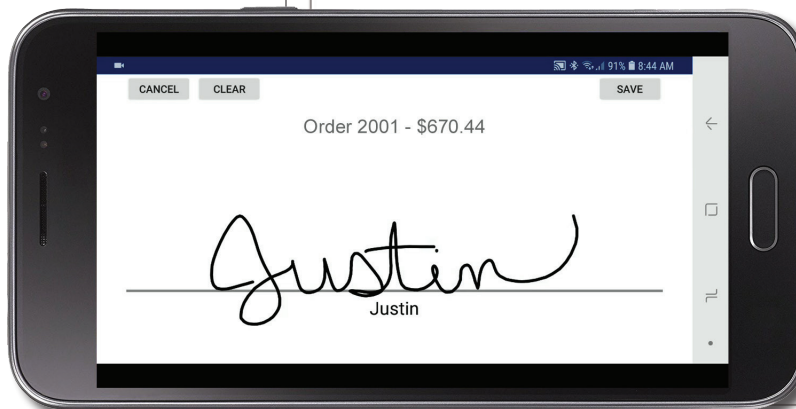 91% 8:44 AM
CANCEL CLEAR SAVE
Order 2001 - $670.44
Justin
Justin